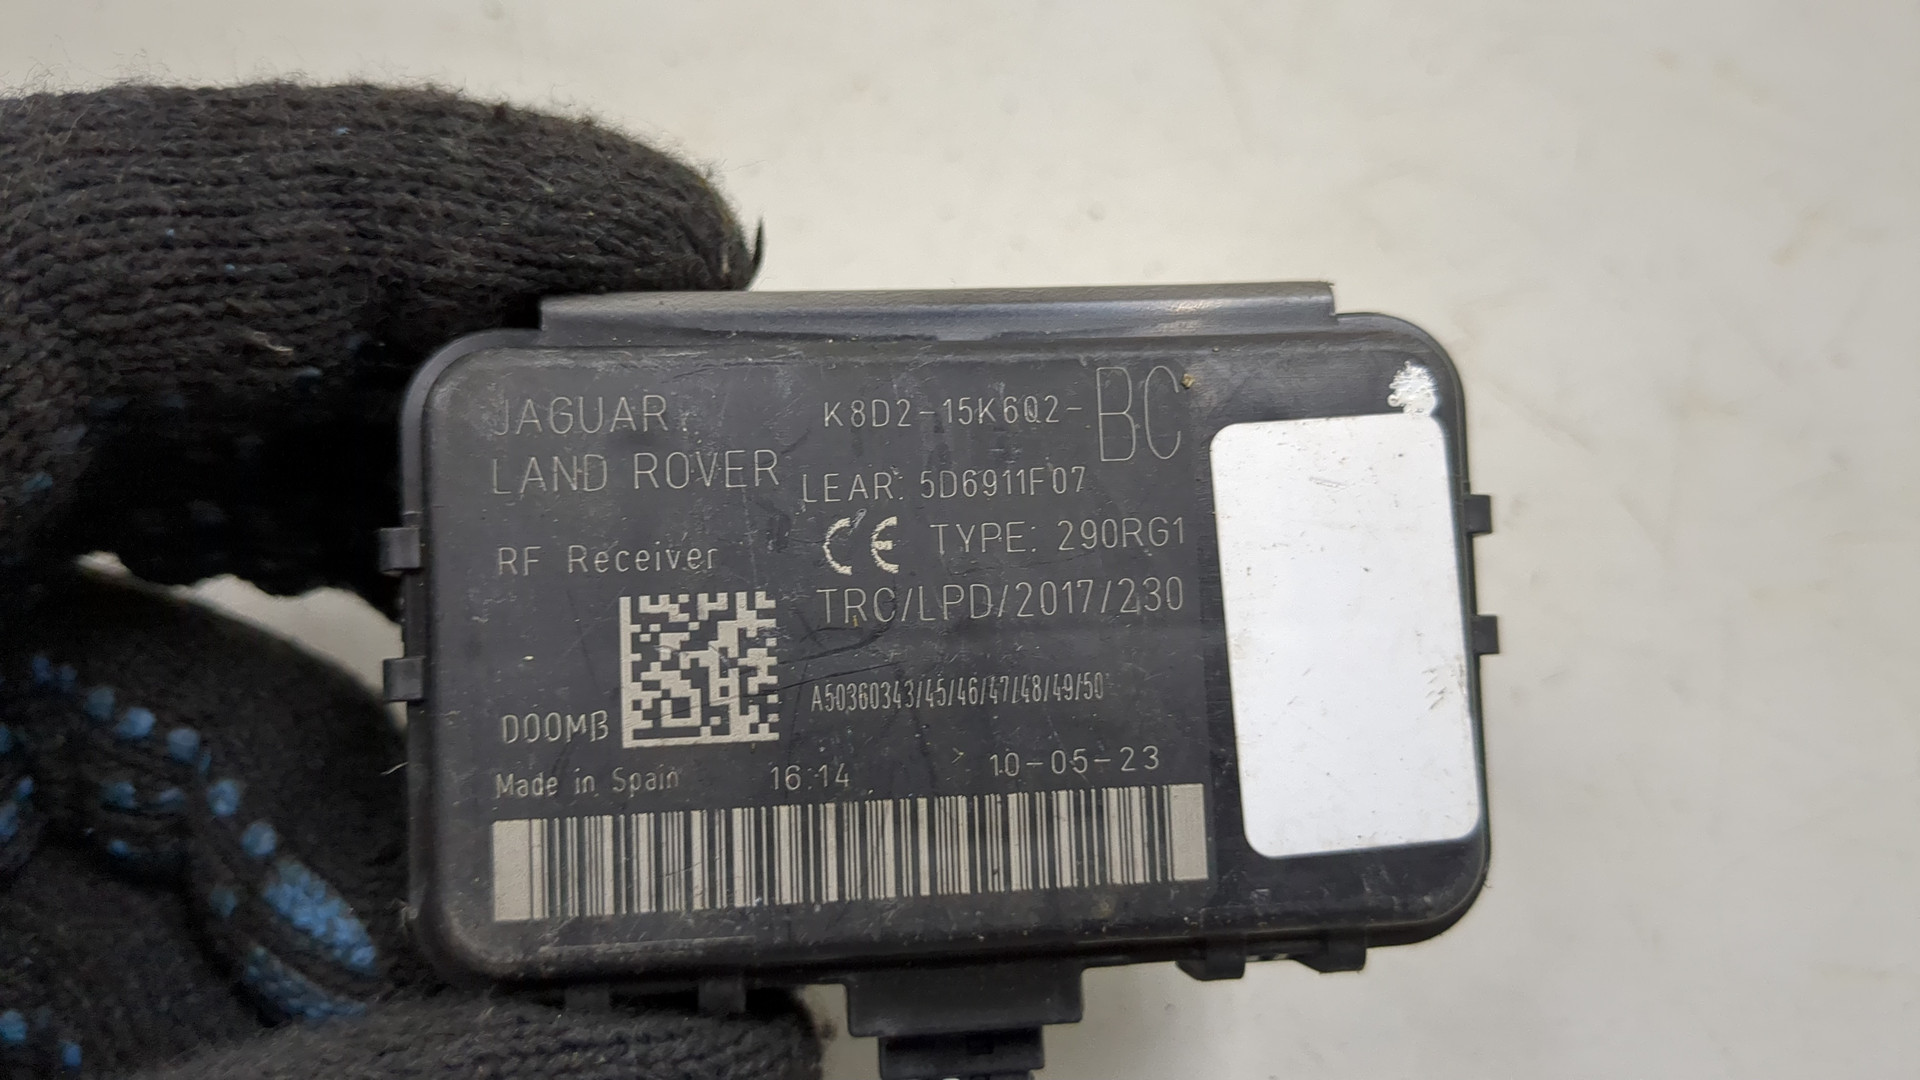 JAGUAR
LAND ROVER
K8D2-15K602-BC
LEAR: 5D6911F07
RF Receiver
CE TYPE: 290RG1
TRC/LPD/2017/230
A50360343/45/46/47/48/49/50
D00MB
Made in Spain 16:14 10-05-23